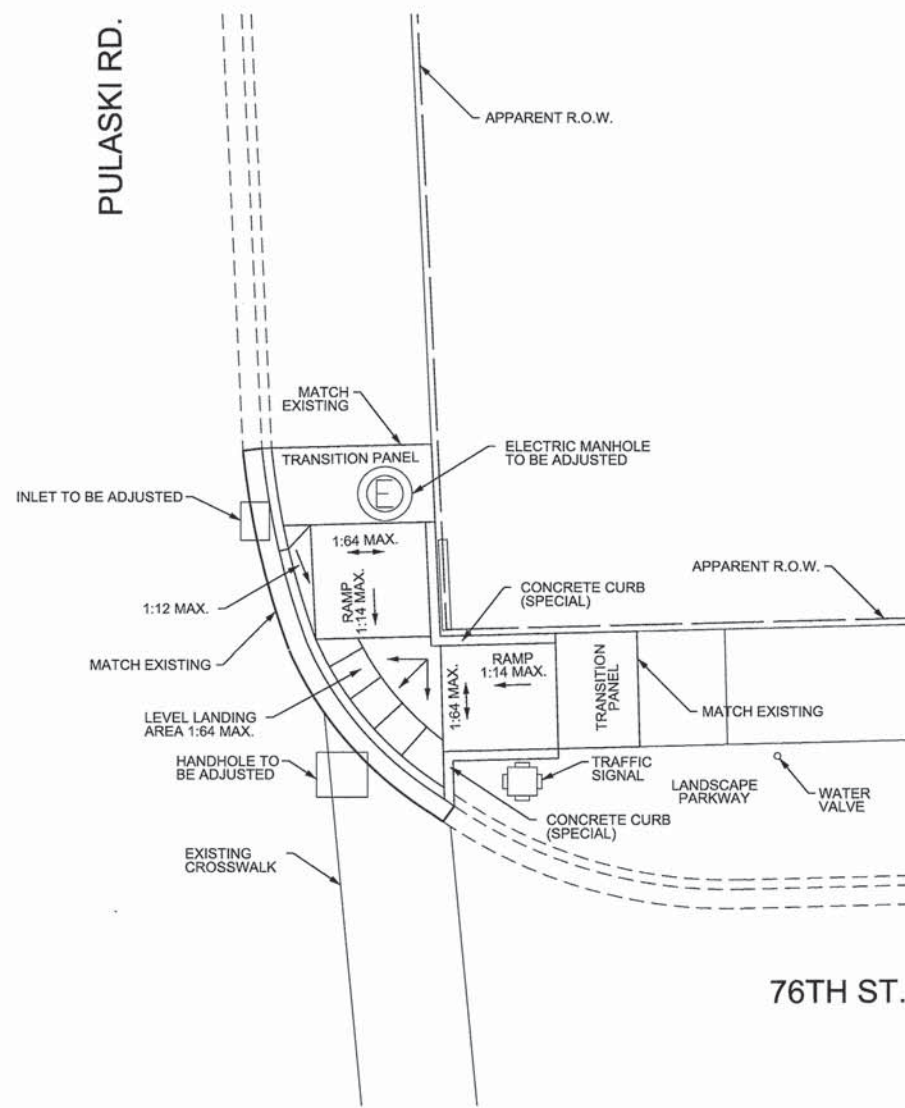 PULASKI RD.
APPARENT R.O.W.
MATCH
EXISTING
TRANSITION PANEL
ELECTRIC MANHOLE
TO BE ADJUSTED
E
INLET TO BE ADJUSTED
1:64 MAX.
RAMP
1:14 MAX.
CONCRETE CURB
(SPECIAL)
APPARENT R.O.W.
1:12 MAX.
MATCH EXISTING
RAMP
1:14 MAX.
1:64 MAX.
TRANSITION
PANEL
MATCH EXISTING
LEVEL LANDING
AREA 1:64 MAX.
HANDHOLE TO
BE ADJUSTED
TRAFFIC
SIGNAL
LANDSCAPE
PARKWAY
WATER
VALVE
CONCRETE CURB
(SPECIAL)
EXISTING
CROSSWALK
76TH ST.